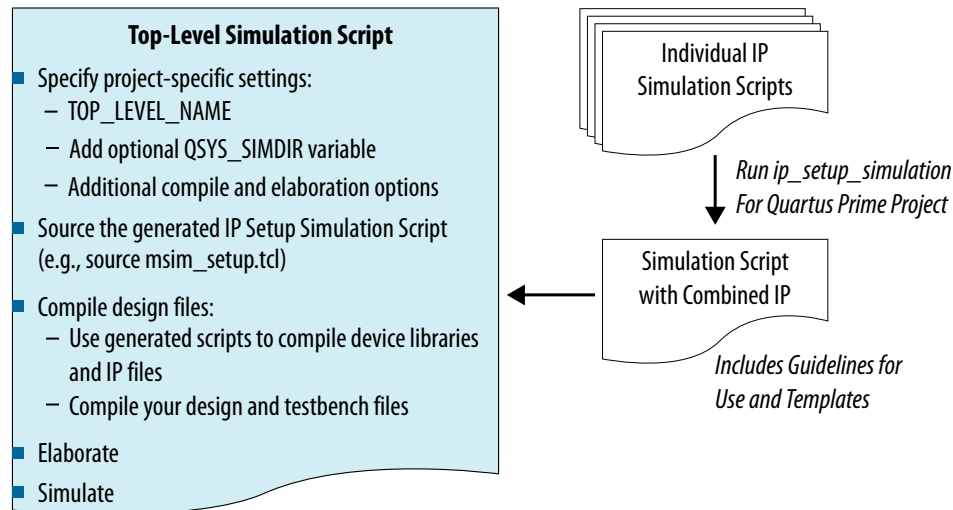 Top-Level Simulation Script
Specify project-specific settings:
– TOP_LEVEL_NAME
– Add optional QSYS_SIMDIR variable
– Additional compile and elaboration options
Source the generated IP Setup Simulation Script
(e.g., source msim_setup.tcl)
Compile design files:
– Use generated scripts to compile device libraries
and IP files
– Compile your design and testbench files
Elaborate
Simulate
Individual IP
Simulation Scripts
Run ip_setup_simulation
For Quartus Prime Project
Simulation Script
with Combined IP
Includes Guidelines for
Use and Templates